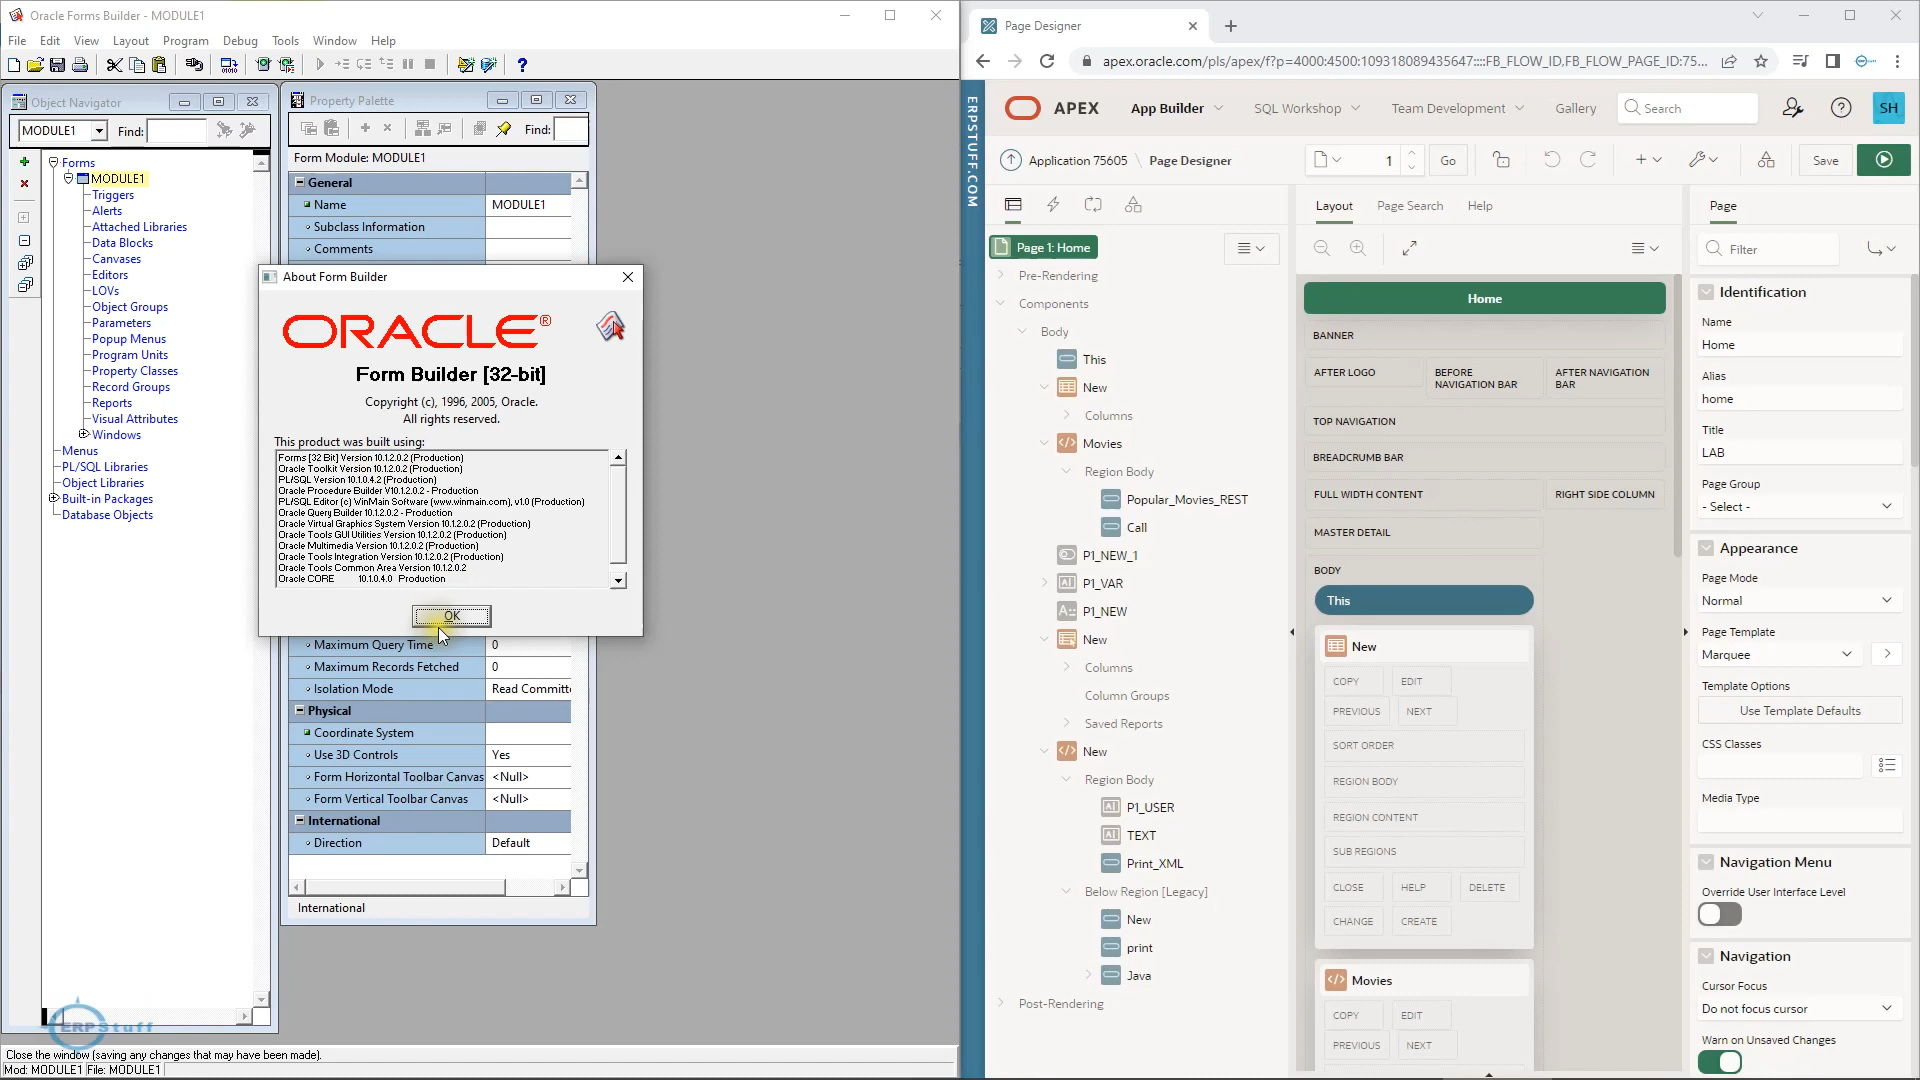 Oracle Forms Builder - MODULE1
File Edit View Layout Program Debug Tools Window Help
Object Navigator
MODULE1 Find:
Forms
MODULE1
Triggers
Alerts
Attached Libraries
Data Blocks
Canvases
Editors
LOVs
Object Groups
Parameters
Popup Menus
Program Units
Property Classes
Record Groups
Reports
Visual Attributes
Windows
Menus
PL/SQL Libraries
Object Libraries
Built-in Packages
Database Objects
ERPStuff
Property Palette
Find:
Form Module: MODULE1
General
Name MODULE1
Subclass Information
Comments
About Form Builder
ORACLE®
Form Builder [32-bit]
Copyright (c), 1996, 2005, Oracle.
All rights reserved.
This product was built using:
Forms [32 Bit] Version 10.1.2.0.2 (Production)
Oracle Toolkit Version 10.1.2.0.2 (Production)
PL/SQL Version 10.1.0.4.2 (Production)
Oracle Procedure Builder V10.1.2.0.2 - Production
PL/SQL Editor (c) WinMain Software (www.winmain.com), v1.0 (Production)
Oracle Query Builder 10.1.2.0.2 - Production
Oracle Virtual Graphics System Version 10.1.2.0.2 (Production)
Oracle Tools GUI Utilities Version 10.1.2.0.2 (Production)
Oracle Multimedia Version 10.1.2.0.2 (Production)
Oracle Tools Integration Version 10.1.2.0.2 (Production)
Oracle Tools Common Area Version 10.1.2.0.2
Oracle CORE 10.1.0.4.0 Production
OK
Maximum Query Time 0
Maximum Records Fetched 0
Isolation Mode Read Committe
Physical
Coordinate System
Use 3D Controls Yes
Form Horizontal Toolbar Canvas <Null>
Form Vertical Toolbar Canvas <Null>
International
Direction Default
International
Close the window (saving any changes that may have been made).
Mod: MODULE1 File: MODULE1
ERPSTUFF.COM
Page Designer
apex.oracle.com/pls/apex/f?p=4000:4500:109318089435647::::FB_FLOW_ID,FB_FLOW_PAGE_ID:75...
APEX App Builder SQL Workshop Team Development Gallery Search SH
Application 75605 \ Page Designer 1 Go Save
Page 1: Home
Pre-Rendering
Components
Body
This
New
Columns
Movies
Region Body
Popular_Movies_REST
Call
P1_NEW_1
P1_VAR
P1_NEW
New
Columns
Column Groups
Saved Reports
New
Region Body
P1_USER
TEXT
Print_XML
Below Region [Legacy]
New
print
Java
Post-Rendering
Layout Page Search Help
Home
BANNER
AFTER LOGO BEFORE NAVIGATION BAR AFTER NAVIGATION BAR
TOP NAVIGATION
BREADCRUMB BAR
FULL WIDTH CONTENT RIGHT SIDE COLUMN
MASTER DETAIL
BODY
This
New
COPY EDIT
PREVIOUS NEXT
SORT ORDER
REGION BODY
REGION CONTENT
SUB REGIONS
CLOSE HELP DELETE
CHANGE CREATE
Movies
COPY EDIT
PREVIOUS NEXT
Page
Filter
Identification
Name
Home
Alias
home
Title
LAB
Page Group
- Select -
Appearance
Page Mode
Normal
Page Template
Marquee
Template Options
Use Template Defaults
CSS Classes
Media Type
Navigation Menu
Override User Interface Level
Navigation
Cursor Focus
Do not focus cursor
Warn on Unsaved Changes